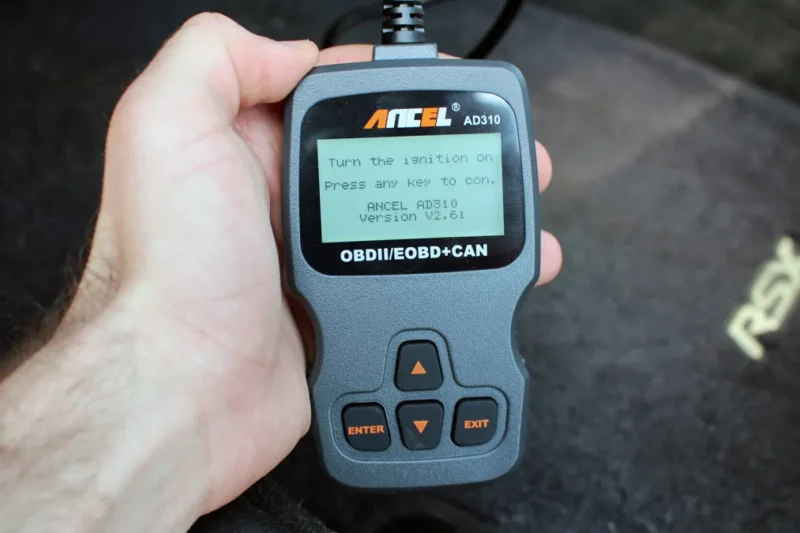 ANCEL® AD310
Turn the ignition on
Press any key to con.
ANCEL AD310
Version V2.61
OBDII/EOBD+CAN
ENTER
EXIT
RSX